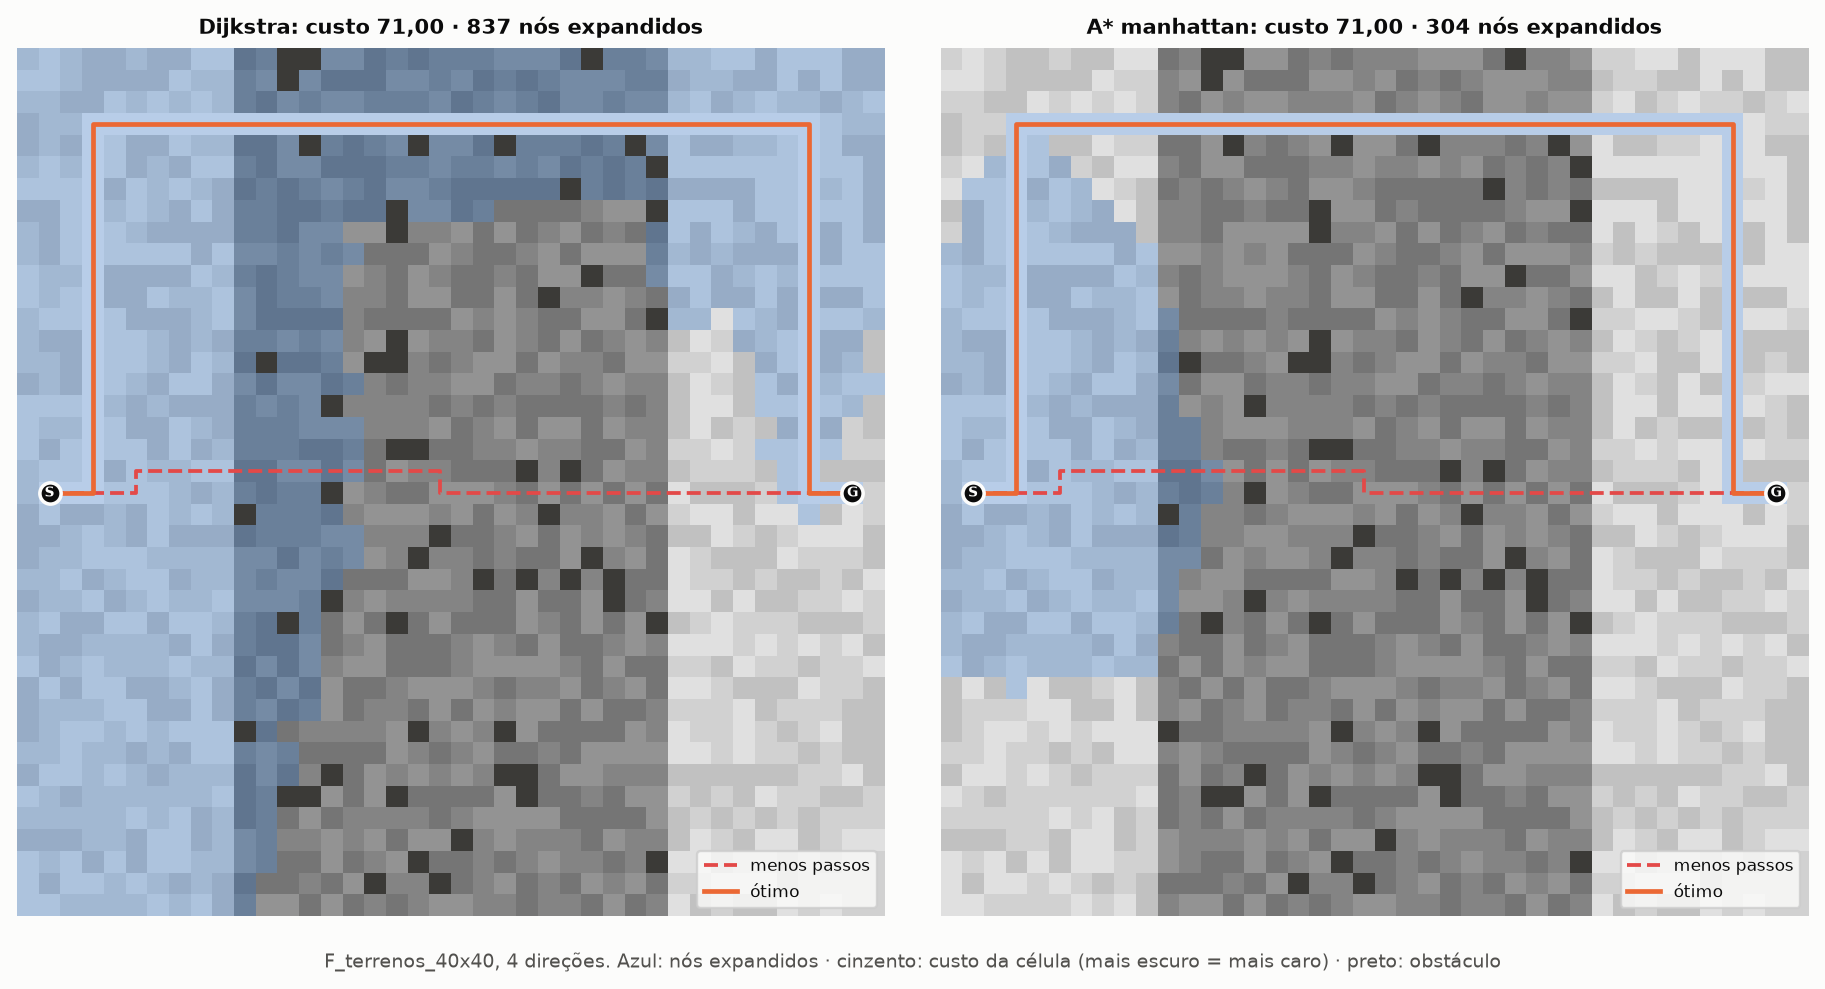 Dijkstra: custo 71,00 · 837 nós expandidos
S
G
menos passos
ótimo
A* manhattan: custo 71,00 · 304 nós expandidos
S
G
menos passos
ótimo
F_terrenos_40x40, 4 direções. Azul: nós expandidos · cinzento: custo da célula (mais escuro = mais caro) · preto: obstáculo